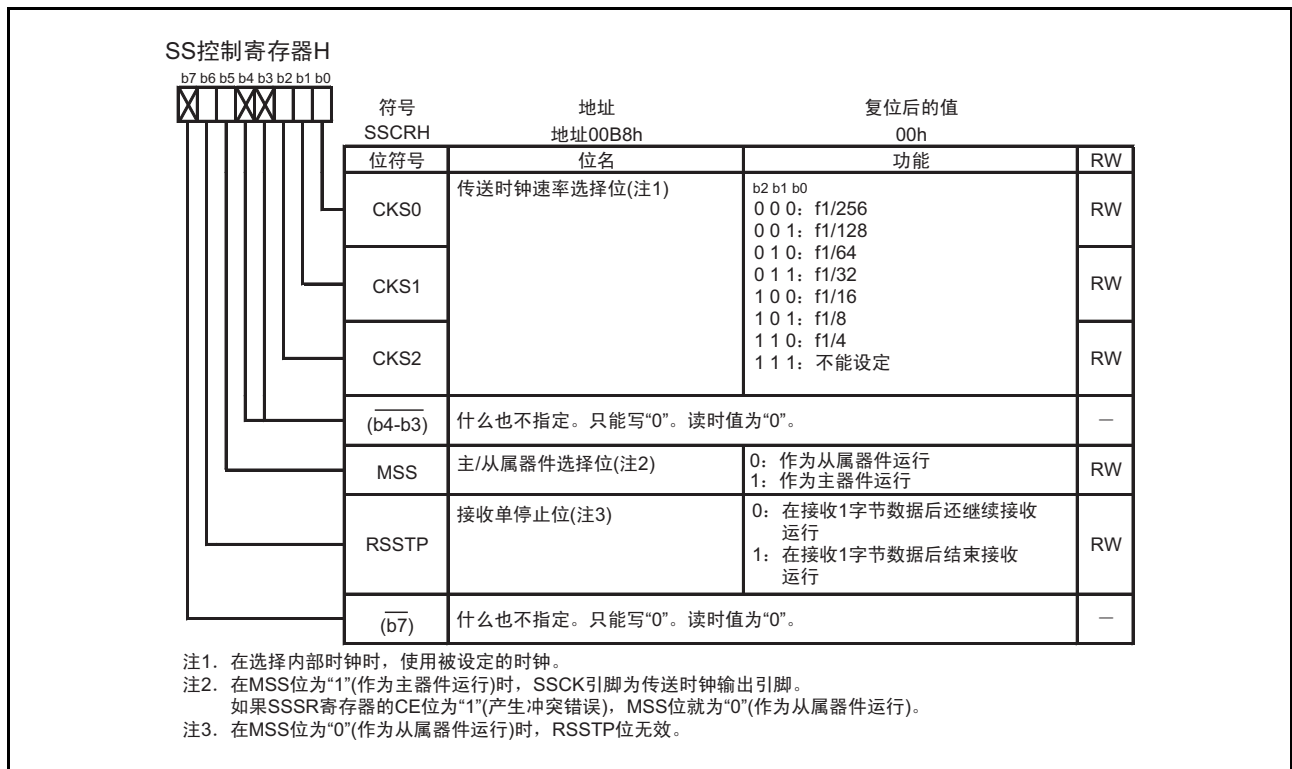 SS控制寄存器H
b7 b6 b5 b4 b3 b2 b1 b0
符号 地址 复位后的值
SSCRH 地址00B8h 00h
位符号 位名 功能 RW
CKS0 传送时钟速率选择位(注1) b2 b1 b0
0 0 0：f1/256
0 0 1：f1/128
0 1 0：f1/64
0 1 1：f1/32
1 0 0：f1/16
1 0 1：f1/8
1 1 0：f1/4
1 1 1：不能设定
RW
CKS1 RW
CKS2 RW
(b4-b3) 什么也不指定。只能写“0”。读时值为“0”。 —
MSS 主/从属器件选择位(注2) 0：作为从属器件运行
1：作为主器件运行
RW
RSSTP 接收单停止位(注3) 0：在接收1字节数据后还继续接收
运行
1：在接收1字节数据后结束接收
运行
RW
(b7) 什么也不指定。只能写“0”。读时值为“0”。 —
注1. 在选择内部时钟时，使用被设定的时钟。
注2. 在MSS位为“1”(作为主器件运行)时，SSCK引脚为传送时钟输出引脚。
如果SSSR寄存器的CE位为“1”(产生冲突错误)，MSS位就为“0”(作为从属器件运行)。
注3. 在MSS位为“0”(作为从属器件运行)时，RSSTP位无效。